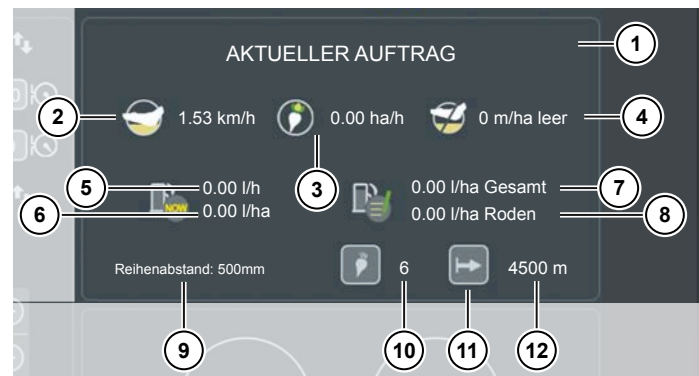 AKTUELLER AUFTRAG
1
2
1.53 km/h
0.00 ha/h
0 m/ha leer
4
5
0.00 l/h
3
0.00 l/ha Gesamt
7
6
NOW
0.00 l/ha
0.00 l/ha Roden
8
Reihenabstand: 500mm
6
4500 m
9
10
11
12